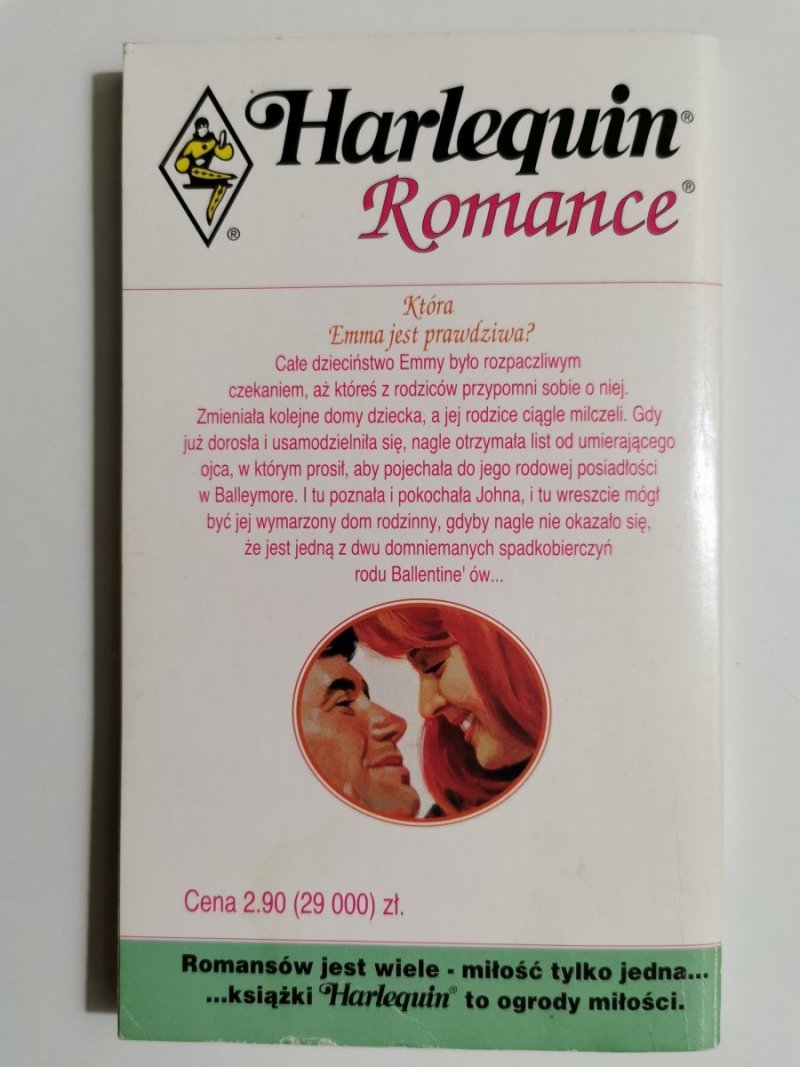 Harlequin®
Romance®
®
Która
Emma jest prawdziwa?
Całe dzieciństwo Emmy było rozpaczliwym
czekaniem, aż któreś z rodziców przypomni sobie o niej.
Zmieniała kolejne domy dziecka, a jej rodzice ciągle milczeli. Gdy
już dorosła i usamodzielniła się, nagle otrzymała list od umierającego
ojca, w którym prosił, aby pojechała do jego rodowej posiadłości
w Balleymore. I tu poznała i pokochała Johna, i tu wreszcie mógł
być jej wymarzony dom rodzinny, gdyby nagle nie okazało się,
że jest jedną z dwu domniemanych spadkobierczyń
rodu Ballentine' ów...
Cena 2.90 (29 000) zł.
Romansów jest wiele - miłość tylko jedna...
...książki Harlequin® to ogrody miłości.